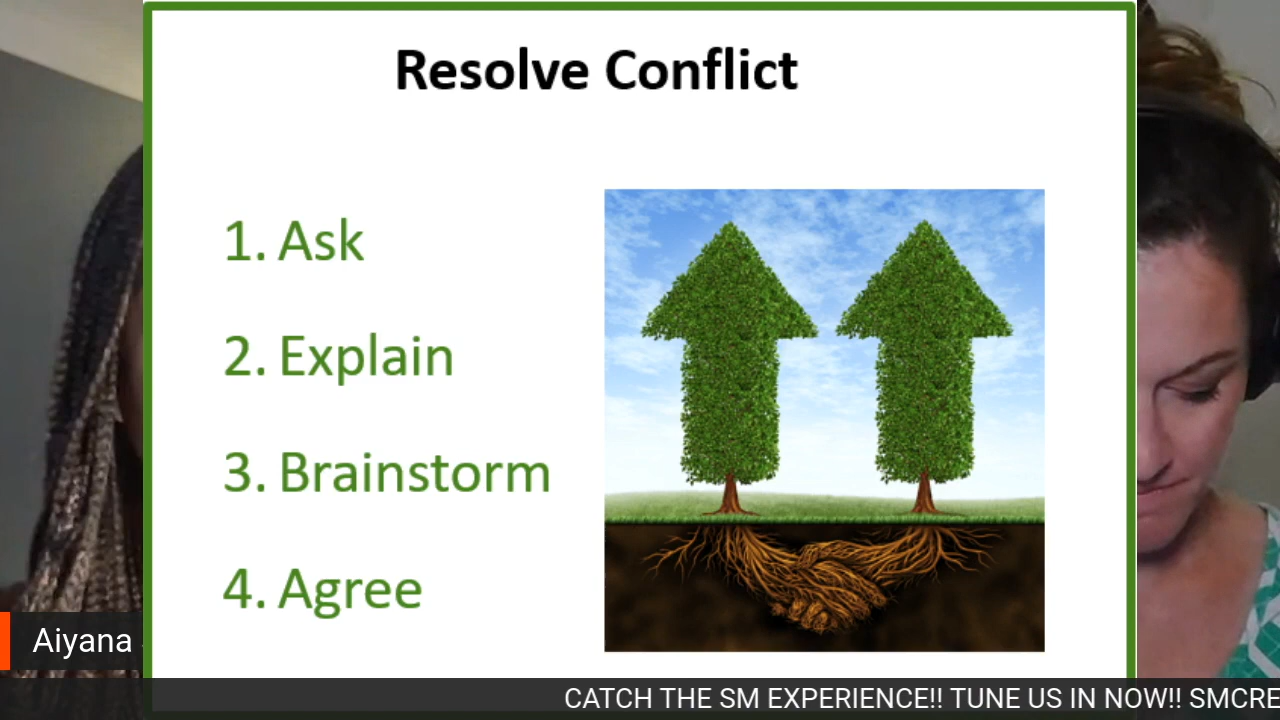 Resolve Conflict
1. Ask
2. Explain
3. Brainstorm
4. Agree
Aiyana
CATCH THE SM EXPERIENCE!! TUNE US IN NOW!! SMCRE